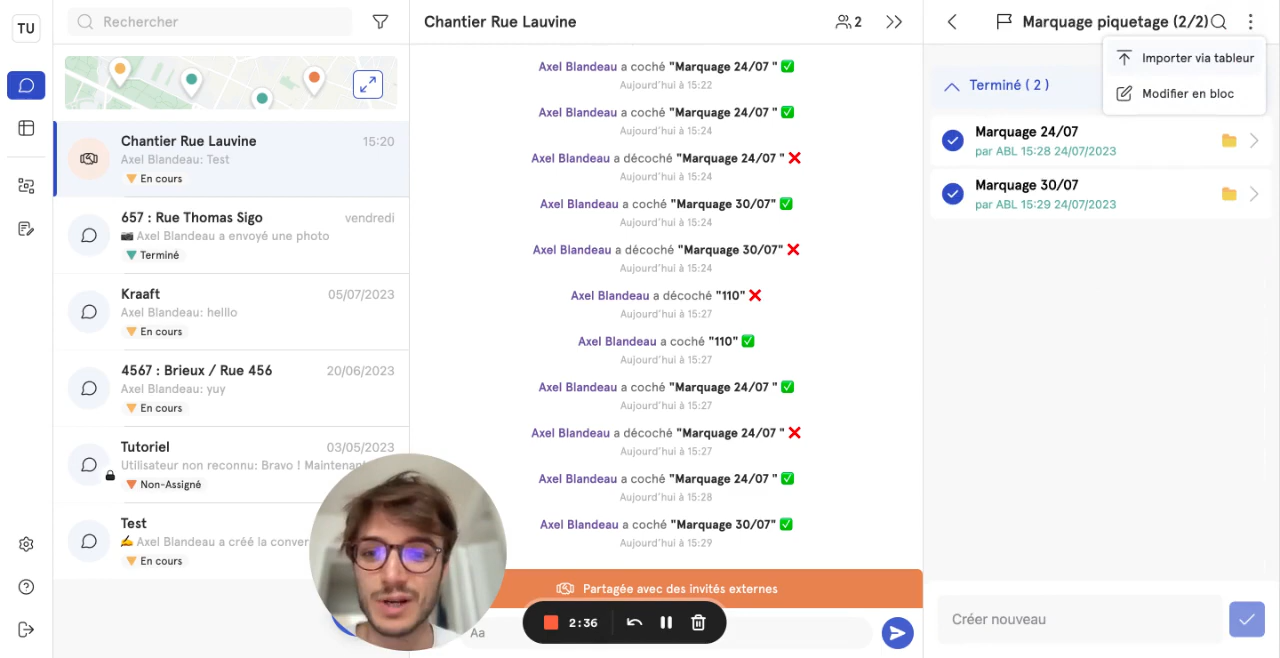 TU
Rechercher
Chantier Rue Lauvine
15:20
Axel Blandeau: Test
En cours
657 : Rue Thomas Sigo
vendredi
Axel Blandeau a envoyé une photo
Terminé
Kraaft
05/07/2023
Axel Blandeau: helllo
En cours
4567 : Brieux / Rue 456
20/06/2023
Axel Blandeau: yuy
En cours
Tutoriel
03/05/2023
Utilisateur non reconnu: Bravo ! Maintenant
Non-Assigné
Test
Axel Blandeau a créé la conver
En cours
Chantier Rue Lauvine
2
Axel Blandeau a coché "Marquage 24/07 "
Aujourd'hui à 15:22
Axel Blandeau a coché "Marquage 24/07 "
Aujourd'hui à 15:24
Axel Blandeau a décoché "Marquage 24/07 "
Aujourd'hui à 15:24
Axel Blandeau a coché "Marquage 30/07"
Aujourd'hui à 15:24
Axel Blandeau a décoché "Marquage 30/07"
Aujourd'hui à 15:24
Axel Blandeau a décoché "110"
Aujourd'hui à 15:27
Axel Blandeau a coché "110"
Aujourd'hui à 15:27
Axel Blandeau a coché "Marquage 24/07 "
Aujourd'hui à 15:27
Axel Blandeau a décoché "Marquage 24/07 "
Aujourd'hui à 15:27
Axel Blandeau a coché "Marquage 24/07 "
Aujourd'hui à 15:28
Axel Blandeau a coché "Marquage 30/07"
Aujourd'hui à 15:29
Partagée avec des invités externes
Aa
2:36
Marquage piquetage (2/2)
Importer via tableur
Modifier en bloc
Terminé ( 2 )
Marquage 24/07
par ABL 15:28 24/07/2023
Marquage 30/07
par ABL 15:29 24/07/2023
Créer nouveau